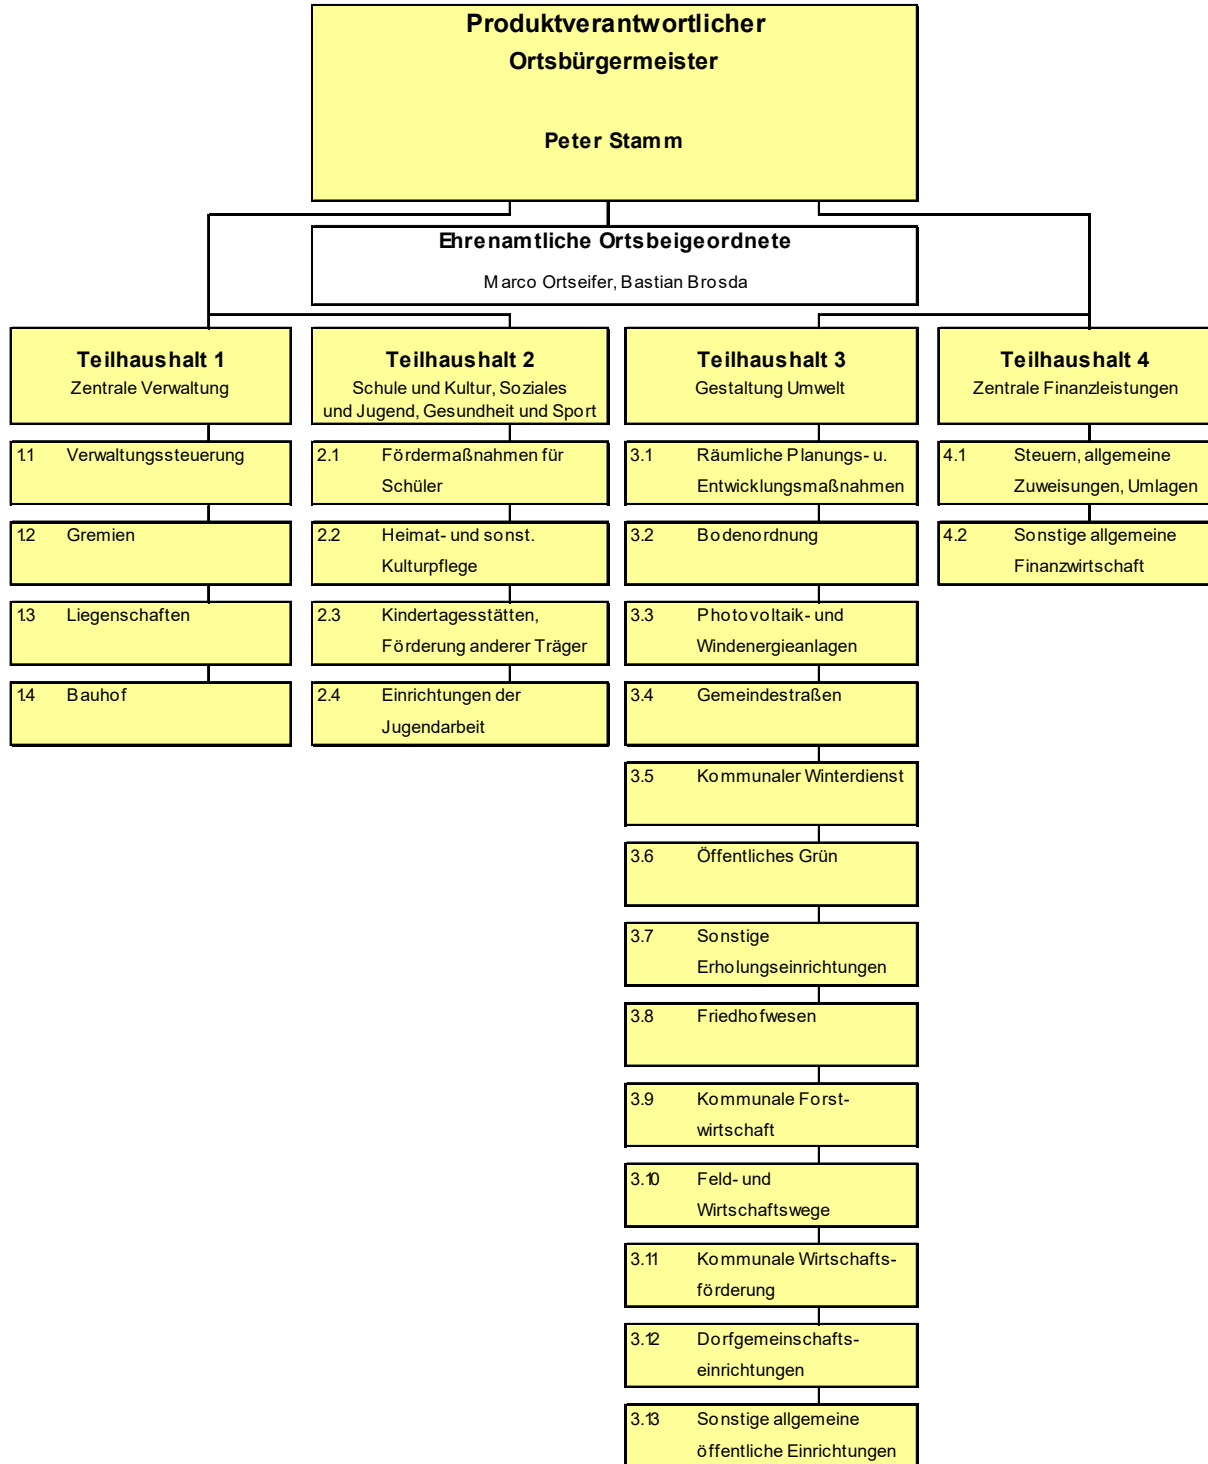 Produktverantwortlicher
Ortsbürgermeister
Peter Stamm
Ehrenamtliche Ortsbeigeordnete
Marco Ortseifer, Bastian Brosda
Teilhaushalt 1
Zentrale Verwaltung
1.1 Verwaltungssteuerung
1.2 Gremien
1.3 Liegenschaften
1.4 Bauhof
Teilhaushalt 2
Schule und Kultur, Soziales
und Jugend, Gesundheit und Sport
2.1 Fördermaßnahmen für
Schüler
2.2 Heimat- und sonst.
Kulturpflege
2.3 Kindertagesstätten,
Förderung anderer Träger
2.4 Einrichtungen der
Jugendarbeit
Teilhaushalt 3
Gestaltung Umwelt
3.1 Räumliche Planungs- u.
Entwicklungsmaßnahmen
3.2 Bodenordnung
3.3 Photovoltaik- und
Windenergieanlagen
3.4 Gemeindestraßen
3.5 Kommunaler Winterdienst
3.6 Öffentliches Grün
3.7 Sonstige
Erholungseinrichtungen
3.8 Friedhofwesen
3.9 Kommunale Forst-
wirtschaft
3.10 Feld- und
Wirtschaftswege
3.11 Kommunale Wirtschafts-
förderung
3.12 Dorfgemeinschafts-
einrichtungen
3.13 Sonstige allgemeine
öffentliche Einrichtungen
Teilhaushalt 4
Zentrale Finanzleistungen
4.1 Steuern, allgemeine
Zuweisungen, Umlagen
4.2 Sonstige allgemeine
Finanzwirtschaft